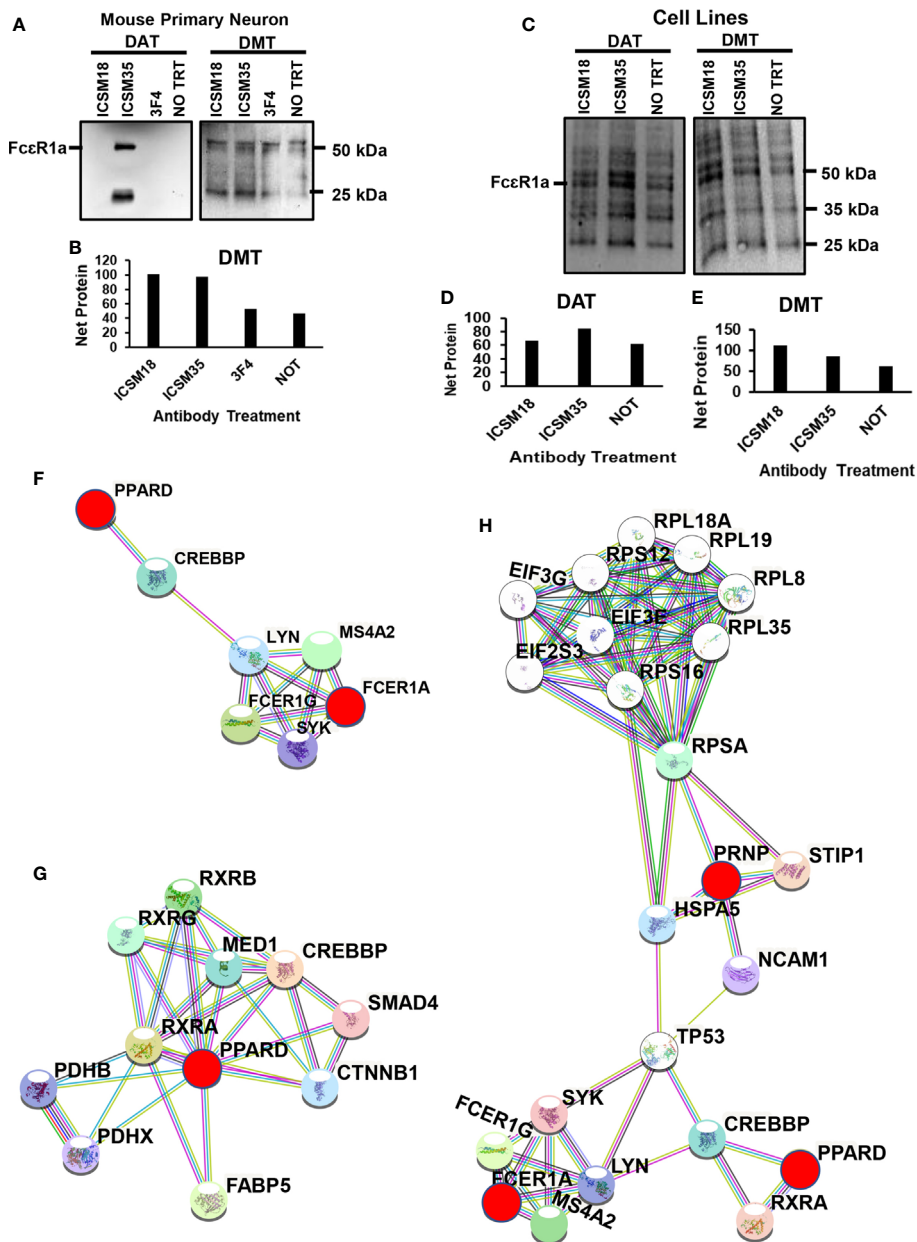 A
Mouse Primary Neuron
DAT
DMT
ICSM18
ICSM35
3F4
NO TRT
ICSM18
ICSM35
3F4
NO TRT
FcεR1a
50 kDa
25 kDa
B
DMT
Net Protein
120
100
80
60
40
20
0
ICSM18
ICSM35
3F4
NOT
Antibody Treatment
C
Cell Lines
DAT
DMT
ICSM18
ICSM35
NO TRT
ICSM18
ICSM35
NO TRT
FcεR1a
50 kDa
35 kDa
25 kDa
D
DAT
Net Protein
100
80
60
40
20
0
ICSM18
ICSM35
NOT
Antibody Treatment
E
DMT
Net Protein
150
100
50
0
ICSM18
ICSM35
NOT
Antibody Treatment
F
PPARD
CREBBP
LYN
MS4A2
FCER1G
FCER1A
SYK
G
RXRB
RXRG
MED1
CREBBP
SMAD4
RXRA
PPARD
PDHB
CTNNB1
PDHX
FABP5
H
RPL18A
RPS12
RPL19
EIF3G
RPL8
EIF3E
RPL35
EIF2S3
RPS16
RPSA
PRNP
STIP1
HSPA5
NCAM1
TP53
SYK
FCER1G
CREBBP
LYN
PPARD
FCER1A
MS4A2
RXRA